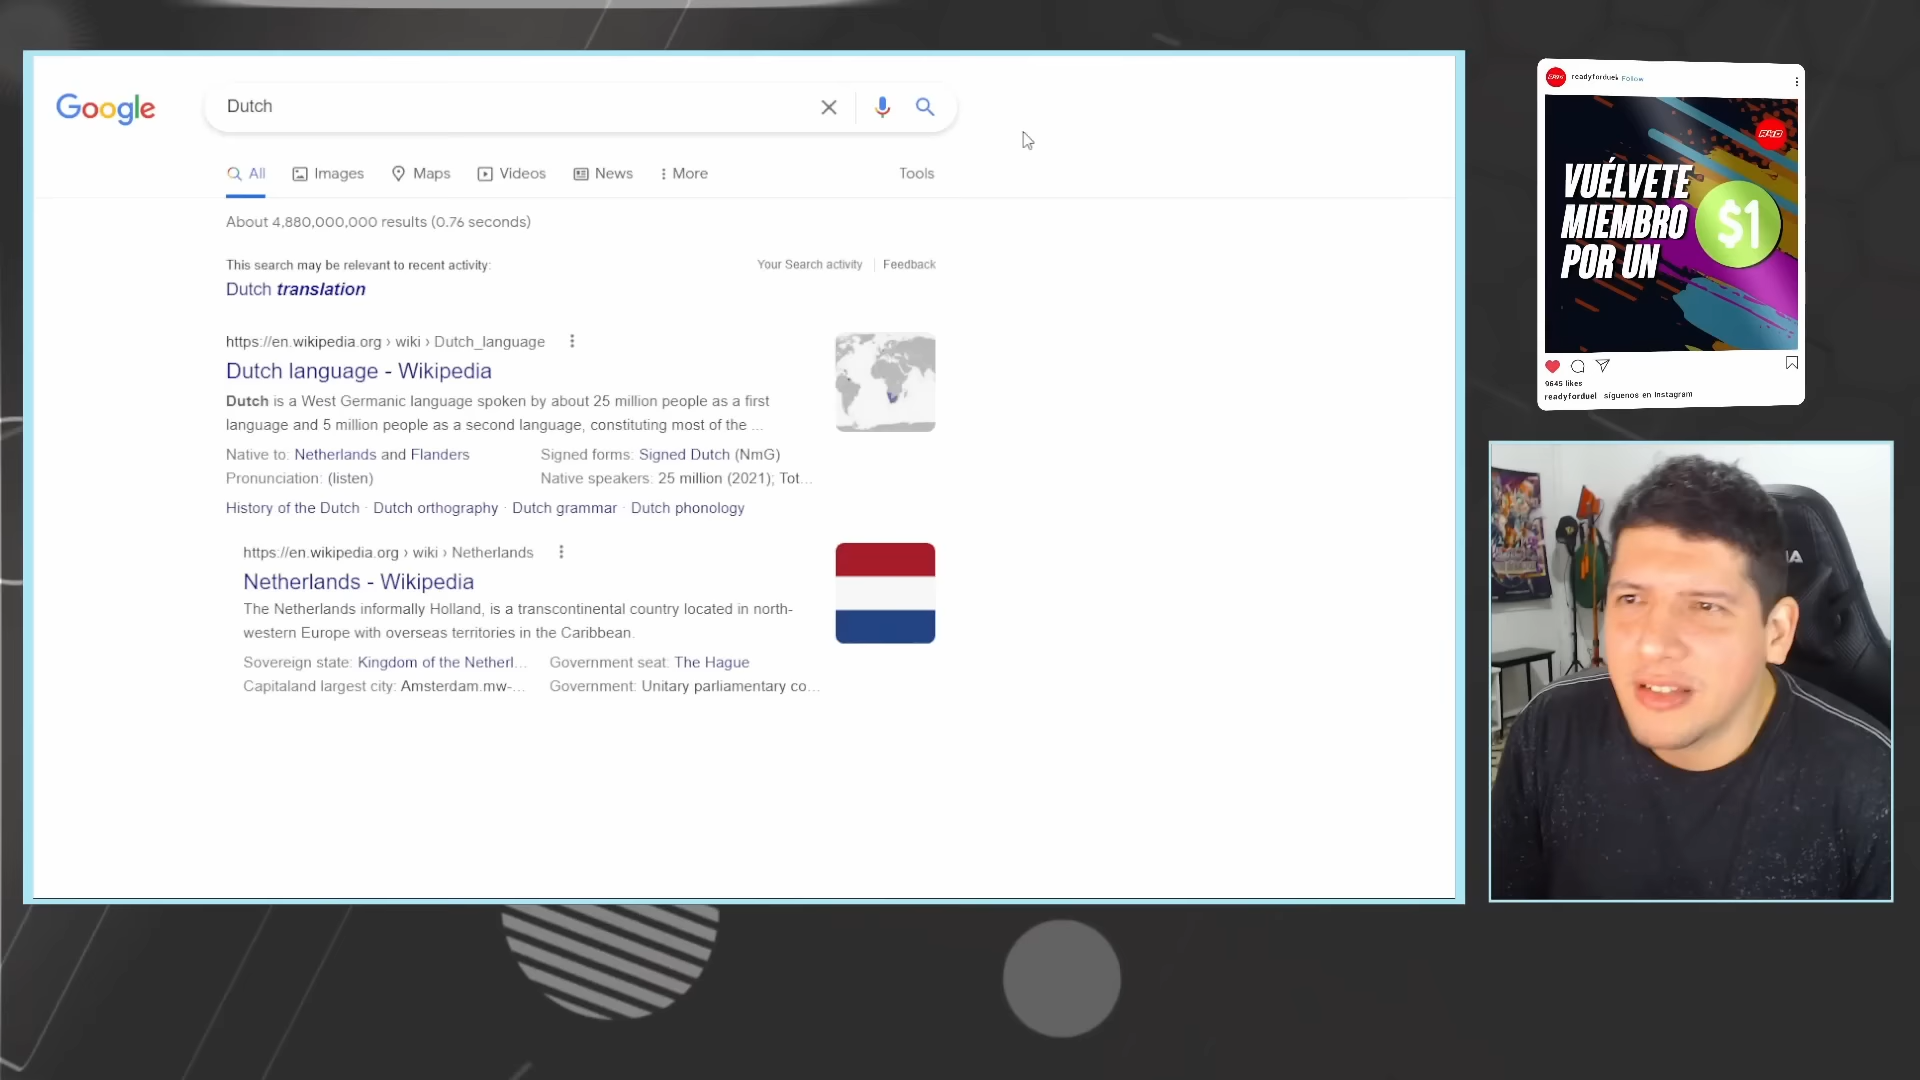 Google
Dutch
All
Images
Maps
Videos
News
More
Tools
About 4,880,000,000 results (0.76 seconds)
This search may be relevant to recent activity:
Your Search activity
Feedback
Dutch translation
https://en.wikipedia.org › wiki › Dutch_language
Dutch language - Wikipedia
Dutch is a West Germanic language spoken by about 25 million people as a first
language and 5 million people as a second language, constituting most of the ...
Native to: Netherlands and Flanders
Signed forms: Signed Dutch (NmG)
Pronunciation: (listen)
Native speakers: 25 million (2021); Tot...
History of the Dutch · Dutch orthography · Dutch grammar · Dutch phonology
https://en.wikipedia.org › wiki › Netherlands
Netherlands - Wikipedia
The Netherlands informally Holland, is a transcontinental country located in north-
western Europe with overseas territories in the Caribbean.
Sovereign state: Kingdom of the Netherl...
Government seat: The Hague
Capitaland largest city: Amsterdam.mw-...
Government: Unitary parliamentary co...
readyforduel Follow
R4D
VUÉLVETE
MIEMBRO
POR UN
$1
9645 likes
readyforduel síguenos en Instagram